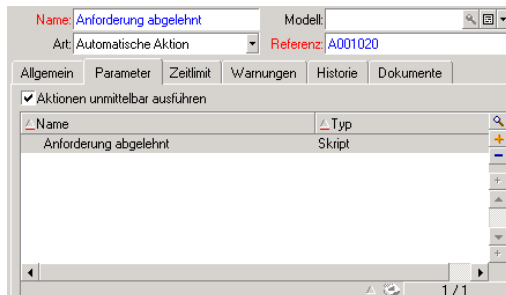 Name: Anforderung abgelehnt Modell:
Art: Automatische Aktion Referenz: A001020
Allgemein Parameter Zeitlimit Warnungen Historie Dokumente
Aktionen unmittelbar ausführen
Name Typ
Anforderung abgelehnt Skript
1/1